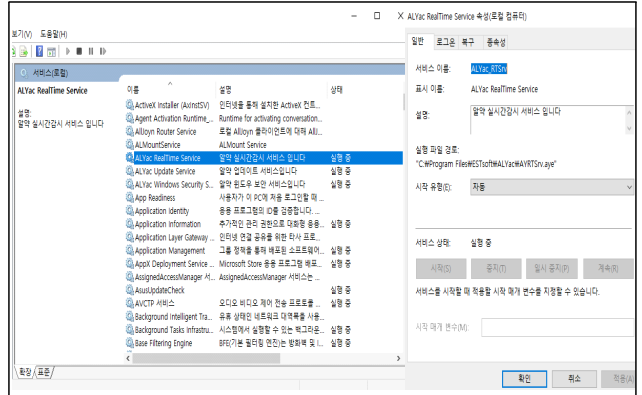 보기(V) 도움말(H)
서비스(로컬)
ALYac RealTime Service
설명:
알약 실시간감시 서비스 입니다
이름 설명 상태
ActiveX Installer (AxInstSV) 인터넷을 통해 설치한 ActiveX 컨트...
Agent Activation Runtime_... Runtime for activating conversation...
AllJoyn Router Service 로컬 AllJoyn 클라이언트에 대해 AllJ...
ALMountService ALMount Service 실행 중
ALYac RealTime Service 알약 실시간감시 서비스 입니다 실행 중
ALYac Update Service 알약 업데이트 서비스입니다 실행 중
ALYac Windows Security S... 알약 윈도우 보안 서비스입니다 실행 중
App Readiness 사용자가 이 PC에 처음 로그인할 때 ...
Application Identity 응용 프로그램의 ID를 검증합니다. ...
Application Information 추가적인 관리 권한으로 대화형 응용... 실행 중
Application Layer Gateway ... 인터넷 연결 공유를 위한 타사 프로...
Application Management 그룹 정책을 통해 배포된 소프트웨어... 실행 중
AppX Deployment Service ... Microsoft Store 응용 프로그램 배포... 실행 중
AssignedAccessManager 서... AssignedAccessManager 서비스는 ...
AsusUpdateCheck 실행 중
AVCTP 서비스 오디오 비디오 제어 전송 프로토콜 ... 실행 중
Background Intelligent Tra... 유휴 상태인 네트워크 대역폭을 사용...
Background Tasks Infrastru... 시스템에서 실행할 수 있는 백그라운... 실행 중
Base Filtering Engine BFE(기본 필터링 엔진)는 방화벽 및 I... 실행 중
확장 표준
ALYac RealTime Service 속성(로컬 컴퓨터)
일반 로그온 복구 종속성
서비스 이름: ALYac_RTSrv
표시 이름: ALYac RealTime Service
설명: 알약 실시간감시 서비스 입니다
실행 파일 경로:
"C:₩Program Files₩ESTsoft₩ALYac₩AYRTSrv.aye"
시작 유형(E): 자동
서비스 상태: 실행 중
시작(S) 중지(T) 일시 중지(P) 계속(R)
서비스를 시작할 때 적용할 시작 매개 변수를 지정할 수 있습니다.
시작 매개 변수(M):
확인 취소 적용(A)